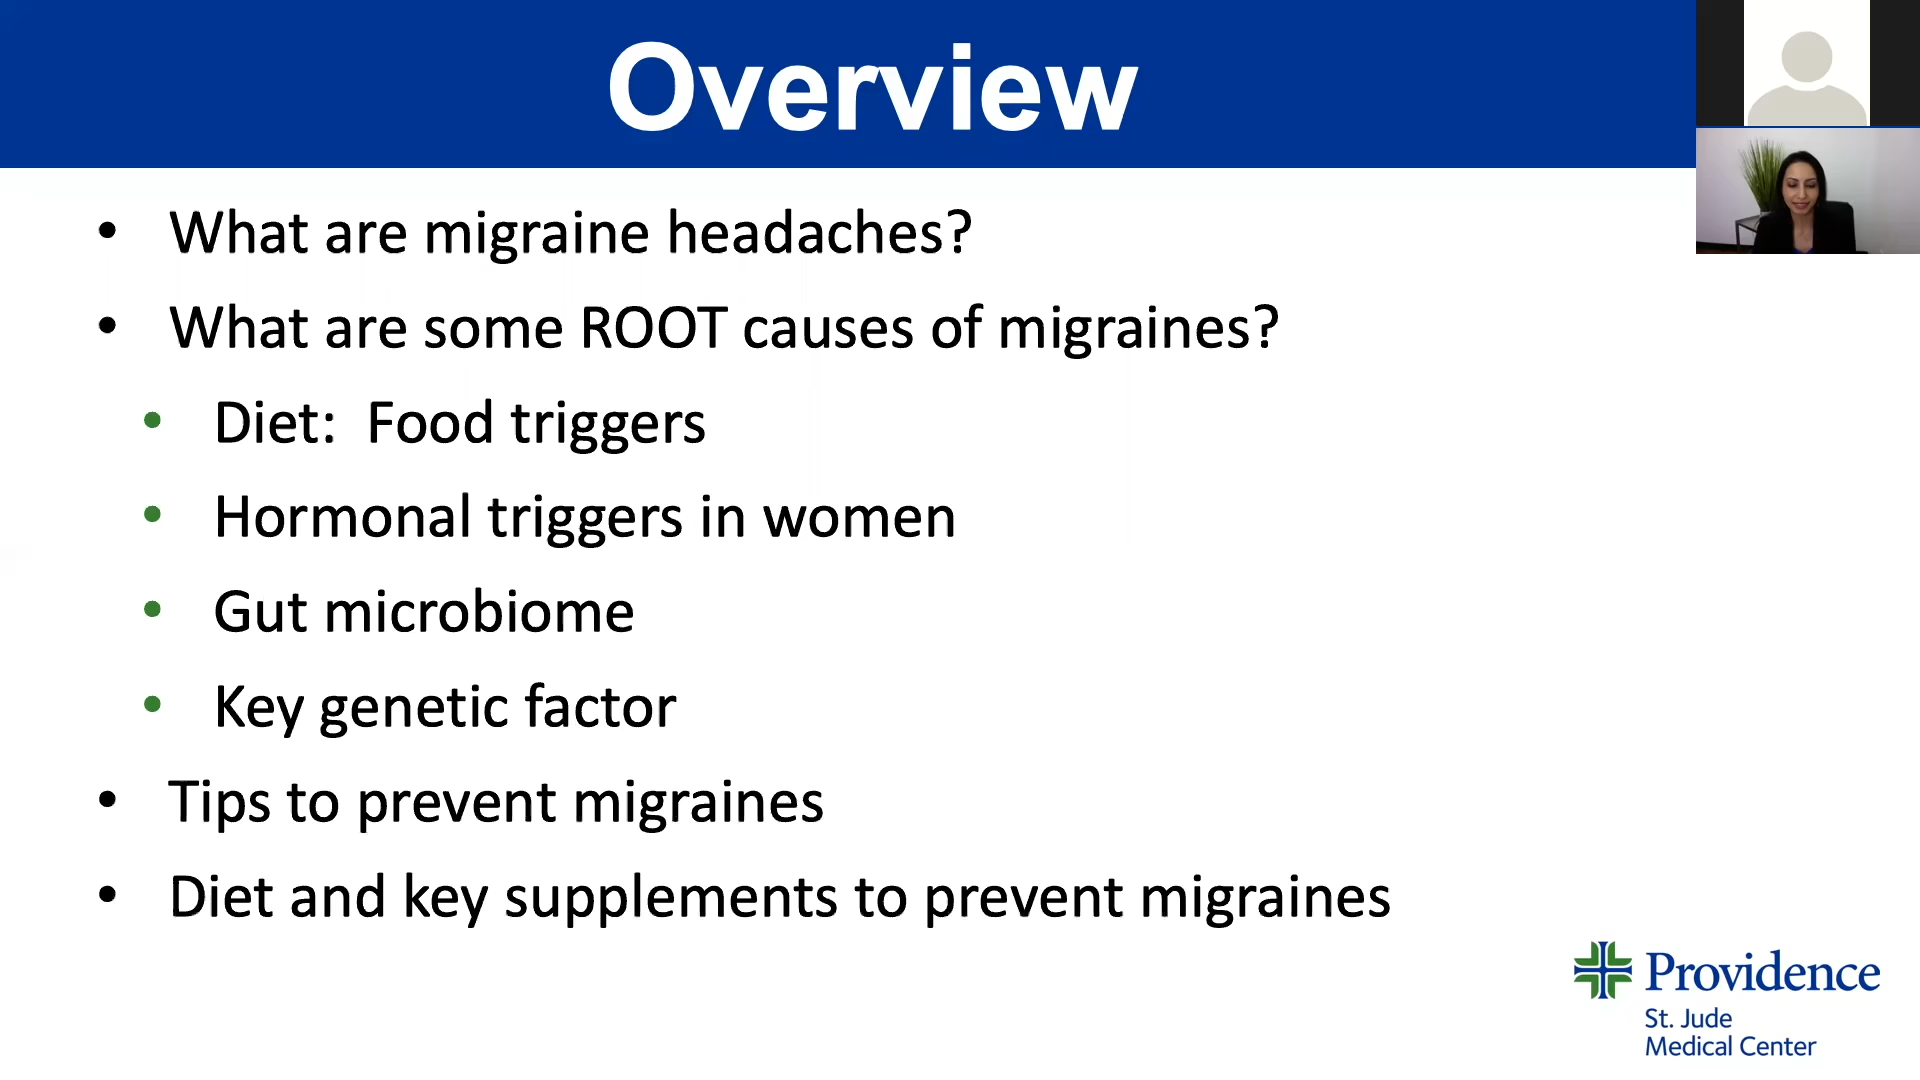 Overview
• What are migraine headaches?
• What are some ROOT causes of migraines?
• Diet:  Food triggers
• Hormonal triggers in women
• Gut microbiome
• Key genetic factor
• Tips to prevent migraines
• Diet and key supplements to prevent migraines
Providence
St. Jude
Medical Center